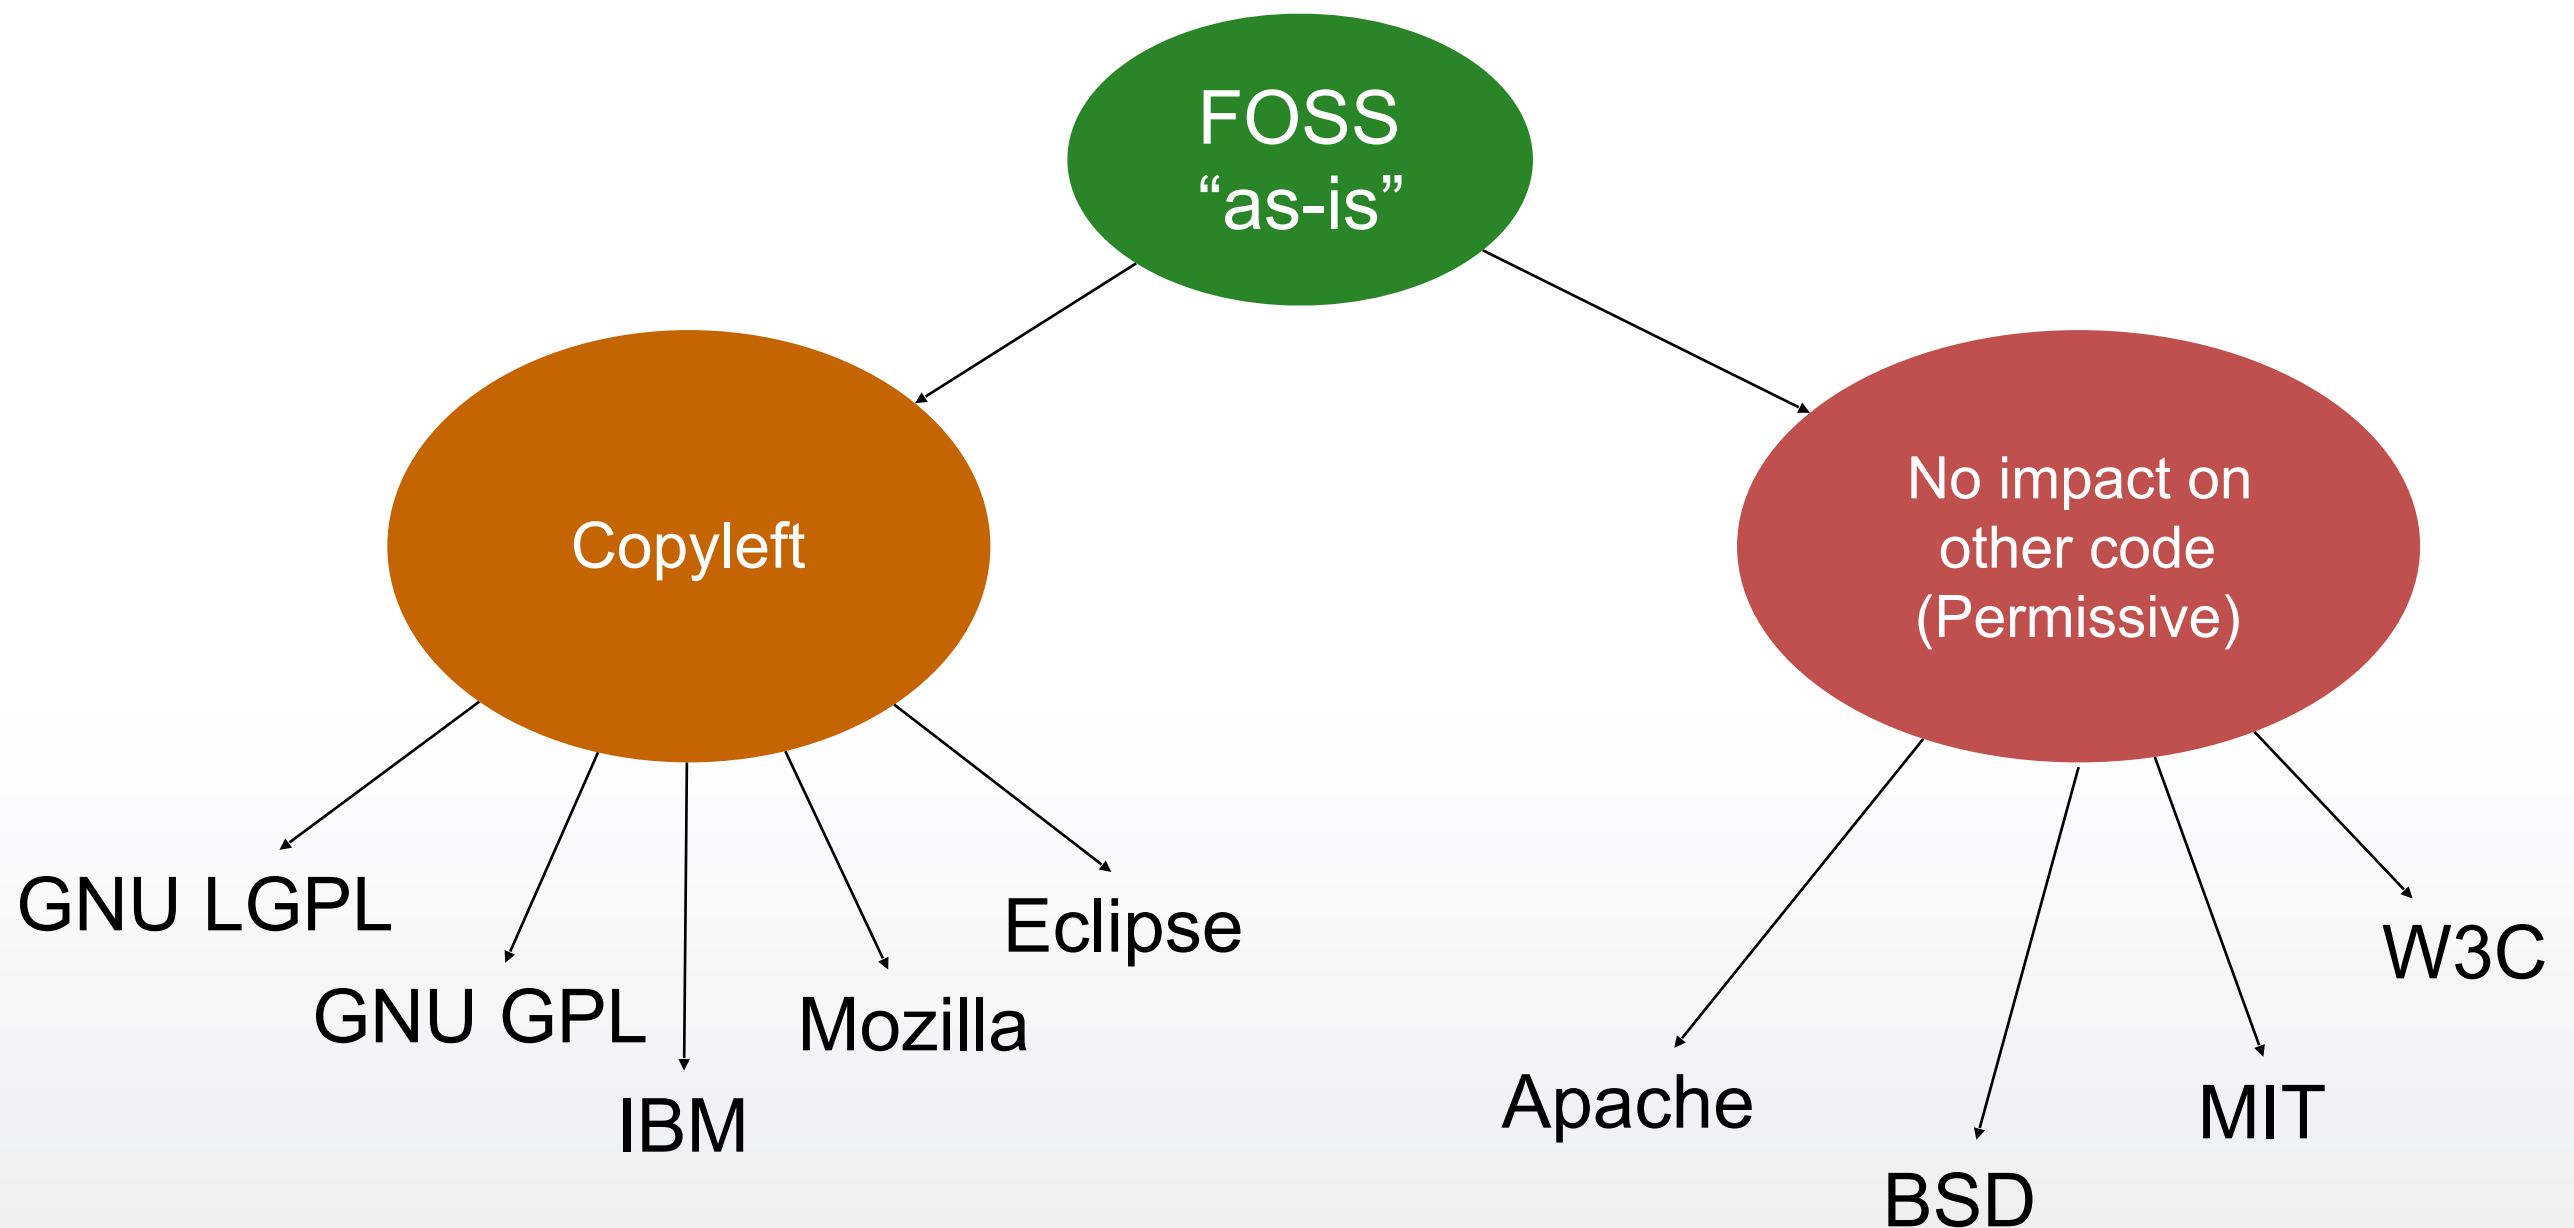 FOSS
“as-is”
Copyleft
No impact on
other code
(Permissive)
GNU LGPL
GNU GPL
IBM
Mozilla
Eclipse
Apache
BSD
MIT
W3C